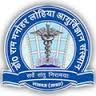 डा० राम मनोहर लोहिया आयुर्विज्ञान संस्थान
सर्वे सन्तु निरामयाः